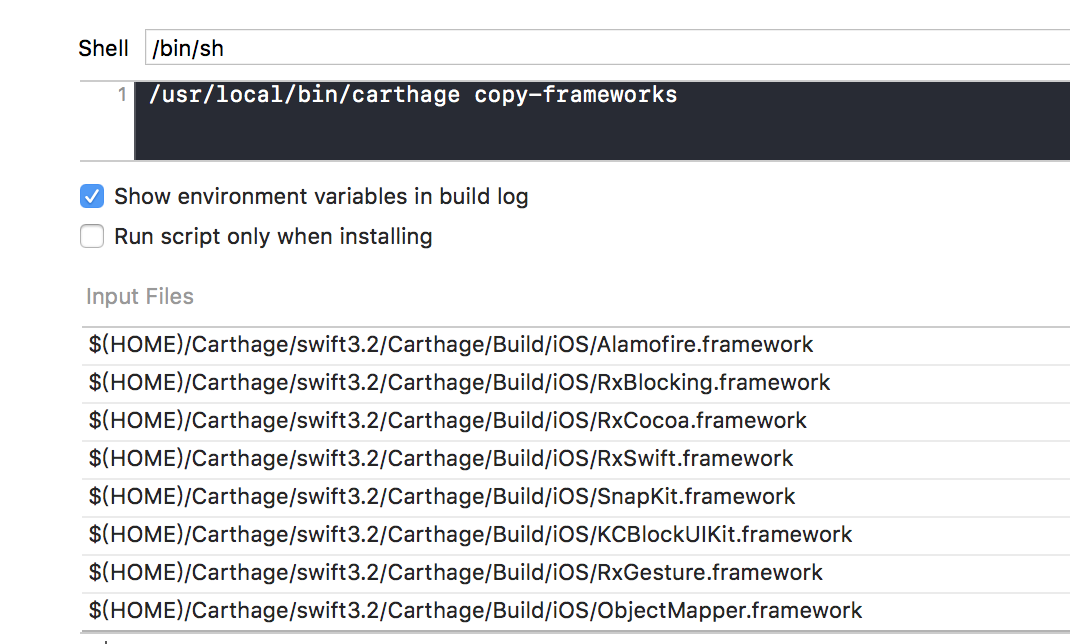 Shell /bin/sh
1 /usr/local/bin/carthage copy-frameworks
Show environment variables in build log
Run script only when installing
Input Files
$(HOME)/Carthage/swift3.2/Carthage/Build/iOS/Alamofire.framework
$(HOME)/Carthage/swift3.2/Carthage/Build/iOS/RxBlocking.framework
$(HOME)/Carthage/swift3.2/Carthage/Build/iOS/RxCocoa.framework
$(HOME)/Carthage/swift3.2/Carthage/Build/iOS/RxSwift.framework
$(HOME)/Carthage/swift3.2/Carthage/Build/iOS/SnapKit.framework
$(HOME)/Carthage/swift3.2/Carthage/Build/iOS/KCBlockUIKit.framework
$(HOME)/Carthage/swift3.2/Carthage/Build/iOS/RxGesture.framework
$(HOME)/Carthage/swift3.2/Carthage/Build/iOS/ObjectMapper.framework